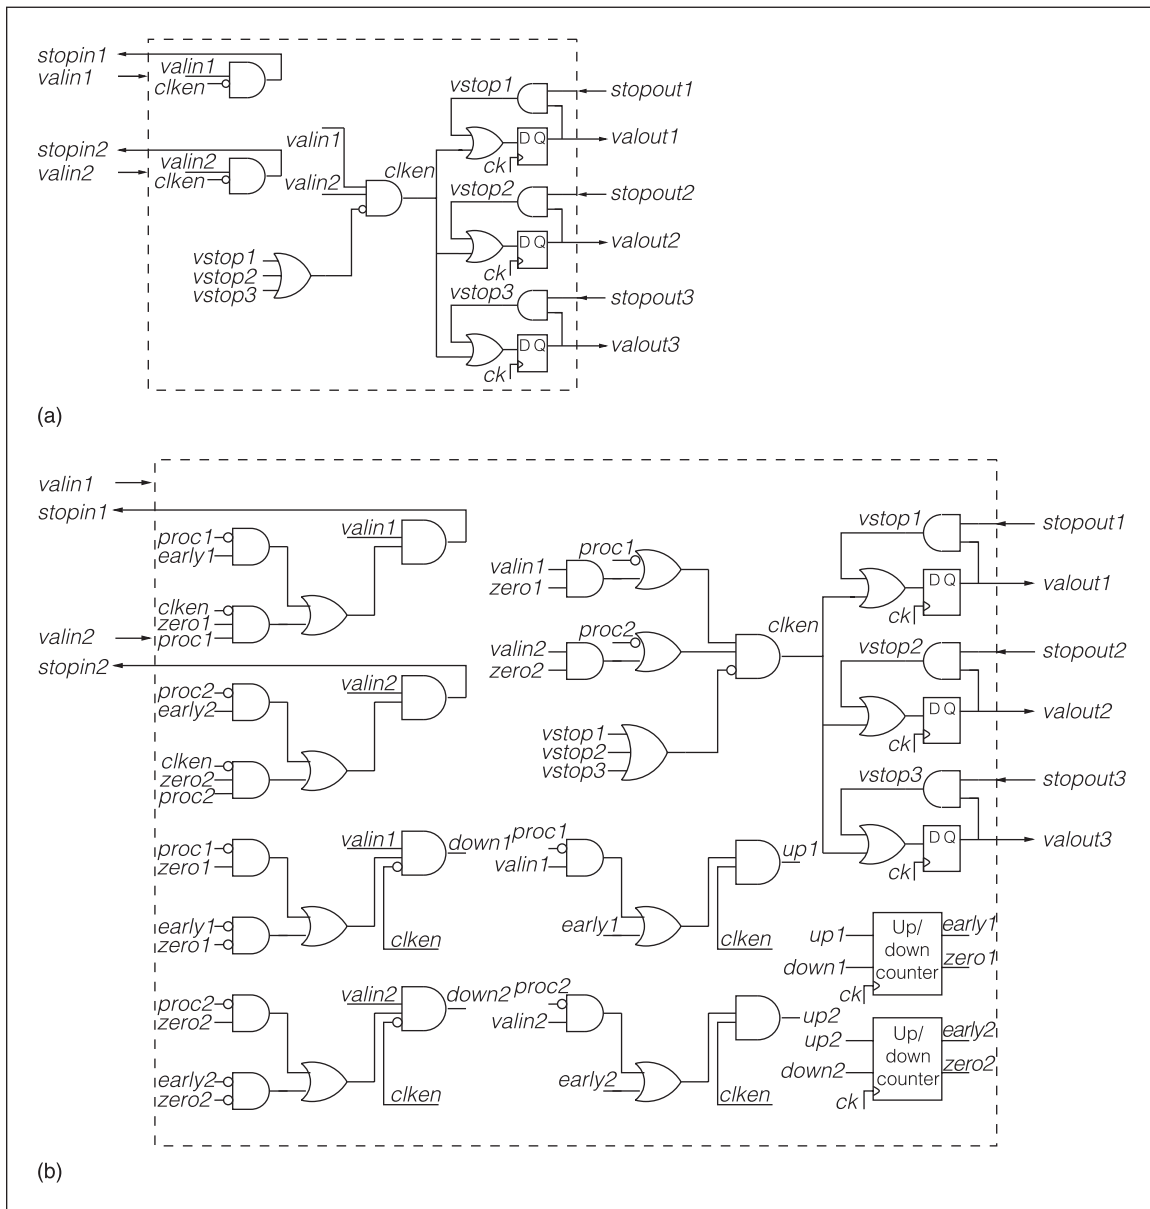 stopin1
valin1
valin1
clken
stopin2
valin2
valin2
clken
valin1
valin2
clken
vstop1
vstop2
vstop3
vstop1
stopout1
D Q
valout1
ck
vstop2
stopout2
D Q
valout2
ck
vstop3
stopout3
D Q
valout3
ck
(a)
valin1
stopin1
proc1
early1
valin1
clken
zero1
proc1
valin2
stopin2
proc2
early2
valin2
clken
zero2
proc2
proc1
valin1
zero1
proc2
valin2
zero2
clken
vstop1
vstop2
vstop3
vstop1
stopout1
D Q
valout1
ck
vstop2
stopout2
D Q
valout2
ck
vstop3
stopout3
D Q
valout3
ck
proc1
zero1
valin1
down1
early1
zero1
clken
proc1
valin1
up1
early1
clken
up1
down1
ck
Up/
down
counter
early1
zero1
proc2
zero2
valin2
down2
early2
zero2
clken
proc2
valin2
up2
early2
clken
up2
down2
ck
Up/
down
counter
early2
zero2
(b)